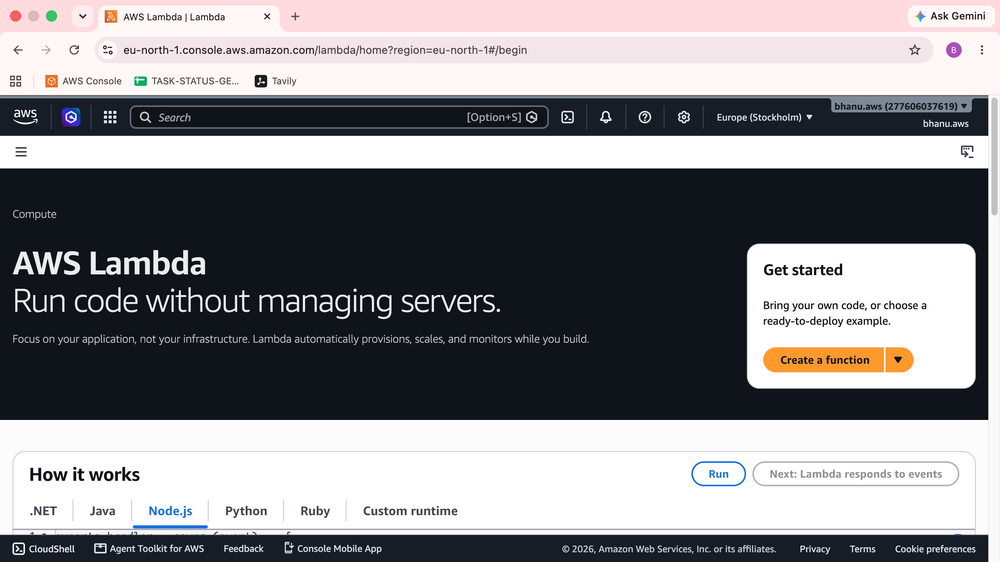 AWS Lambda | Lambda
Ask Gemini
eu-north-1.console.aws.amazon.com/lambda/home?region=eu-north-1#/begin
B
AWS Console
TASK-STATUS-GE...
Tavily
aws
Search
[Option+S]
Europe (Stockholm)
bhanu.aws (277606037619)
bhanu.aws
Compute
AWS Lambda
Run code without managing servers.
Focus on your application, not your infrastructure. Lambda automatically provisions, scales, and monitors while you build.
Get started
Bring your own code, or choose a
ready-to-deploy example.
Create a function
How it works
Run
Next: Lambda responds to events
.NET
Java
Node.js
Python
Ruby
Custom runtime
CloudShell
Agent Toolkit for AWS
Feedback
Console Mobile App
© 2026, Amazon Web Services, Inc. or its affiliates.
Privacy
Terms
Cookie preferences